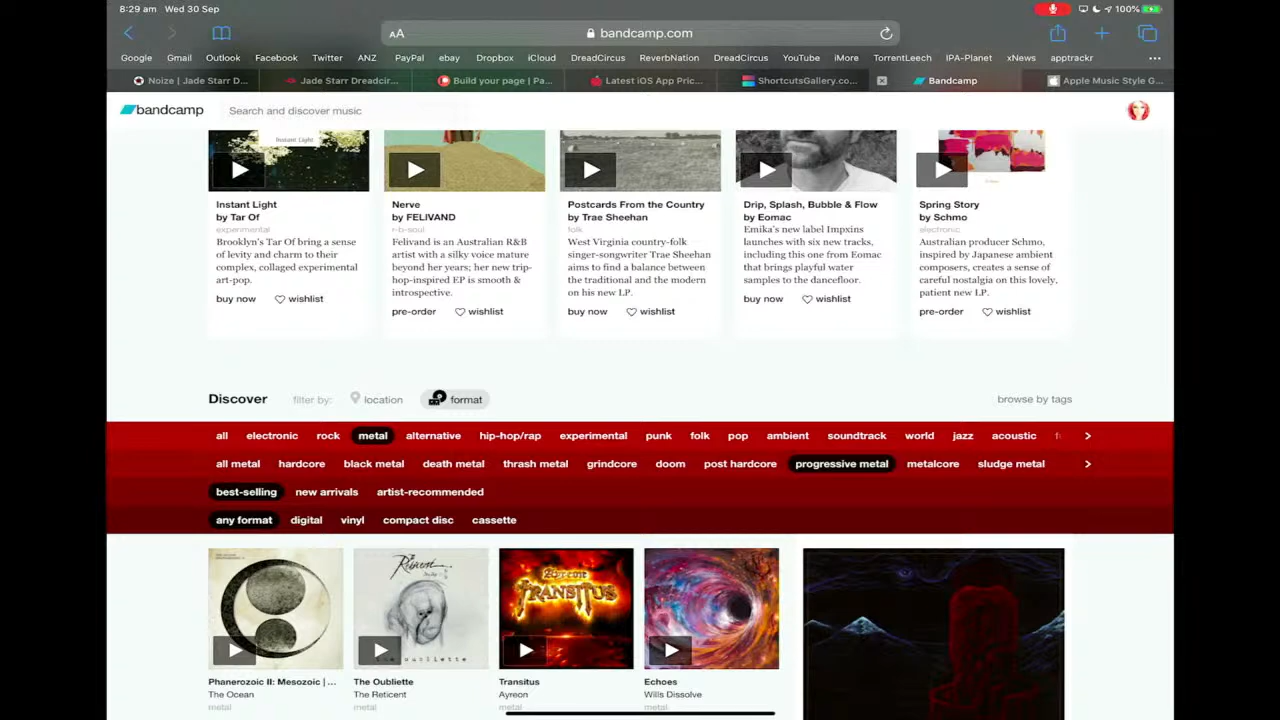 8:29 am Wed 30 Sep
100%
AA
bandcamp.com
Google Gmail Outlook Facebook Twitter ANZ PayPal ebay Dropbox iCloud DreadCircus ReverbNation DreadCircus YouTube iMore TorrentLeech IPA-Planet xNews apptrackr
Noize | Jade Starr D... Jade Starr Dreadcir... Build your page | Pa... Latest iOS App Pric... ShortcutsGallery.co... Bandcamp Apple Music Style G...
bandcamp Search and discover music
Instant Light
Instant Light
by Tar Of
experimental
Brooklyn's Tar Of bring a sense
of levity and charm to their
complex, collaged experimental
art-pop.
buy now wishlist
Nerve
by FELIVAND
r-b-soul
Felivand is an Australian R&B
artist with a silky voice mature
beyond her years; her new trip-
hop-inspired EP is smooth &
introspective.
pre-order wishlist
Postcards From the Country
by Trae Sheehan
folk
West Virginia country-folk
singer-songwriter Trae Sheehan
aims to find a balance between
the traditional and the modern
on his new LP.
buy now wishlist
Drip, Splash, Bubble & Flow
by Eomac
Emika's new label Impxins
launches with six new tracks,
including this one from Eomac
that brings playful water
samples to the dancefloor.
buy now wishlist
Spring Story
by Schmo
electronic
Australian producer Schmo,
inspired by Japanese ambient
composers, creates a sense of
careful nostalgia on this lovely,
patient new LP.
pre-order wishlist
Discover filter by: location format browse by tags
all electronic rock metal alternative hip-hop/rap experimental punk folk pop ambient soundtrack world jazz acoustic
all metal hardcore black metal death metal thrash metal grindcore doom post hardcore progressive metal metalcore sludge metal
best-selling new arrivals artist-recommended
any format digital vinyl compact disc cassette
Reticent
the oubliette
Ayreon
TRANSITUS
Phanerozoic II: Mesozoic | ...
The Ocean
metal
The Oubliette
The Reticent
metal
Transitus
Ayreon
metal
Echoes
Wills Dissolve
metal